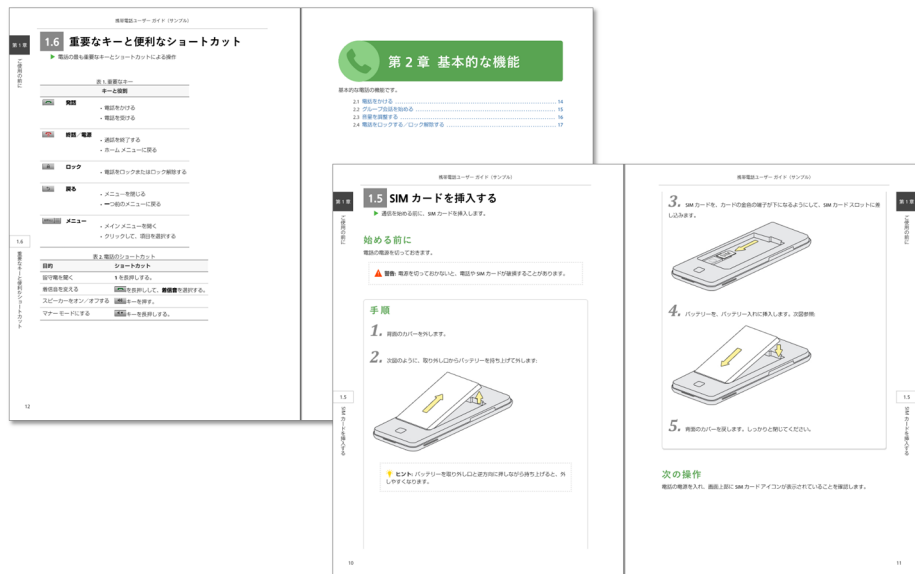 携帯電話ユーザー ガイド（サンプル）
第 1 章
ご使用の前に
1.6 重要なキーと便利なショートカット
▶ 電話の最も重要なキーとショートカットによる操作
表 1. 重要なキー
キーと役割
発話
• 電話をかける
• 電話を受ける
終話／電源
• 通話を終了する
• ホーム メニューに戻る
ロック
• 電話をロックまたはロック解除する
戻る
• メニューを閉じる
• 一つ前のメニューに戻る
メニュー
• メイン メニューを開く
• クリックして、項目を選択する
表 2. 電話のショートカット
目的 ショートカット
留守電を聞く 1 を長押しする。
着信音を変える を長押しして、着信音を選択する。
スピーカーをオン／オフする キーを押す。
マナー モードにする キーを長押しする。
1.6
重要なキーと便利なショートカット
12
第 2 章 基本的な機能
基本的な電話の機能です。
2.1 電話をかける 14
2.2 グループ会話を始める 15
2.3 音量を調整する 16
2.4 電話をロックする／ロック解除する 17
携帯電話ユーザー ガイド（サンプル）
第 1 章
ご使用の前に
1.5 SIM カードを挿入する
▶ 通信を始める前に、SIM カードを挿入します。
始める前に
電話の電源を切っておきます。
警告: 電源を切っておかないと、電話や SIM カードが破損することがあります。
手順
1. 背面のカバーを外します。
2. 次図のように、取り外し口からバッテリーを持ち上げて外します:
ヒント: バッテリーを取り外し口と逆方向に押しながら持ち上げると、外
しやすくなります。
1.5
SIM カードを挿入する
10
携帯電話ユーザー ガイド（サンプル）
第 1 章
ご使用の前に
3. SIM カードを、カードの金色の端子が下になるようにして、SIM カード スロットに差
し込みます。
4. バッテリーを、バッテリー入れに挿入します。次図参照:
5. 背面のカバーを戻します。しっかりと閉じてください。
次の操作
電話の電源を入れ、画面上部に SIM カード アイコンが表示されていることを確認します。
1.5
SIM カードを挿入する
11